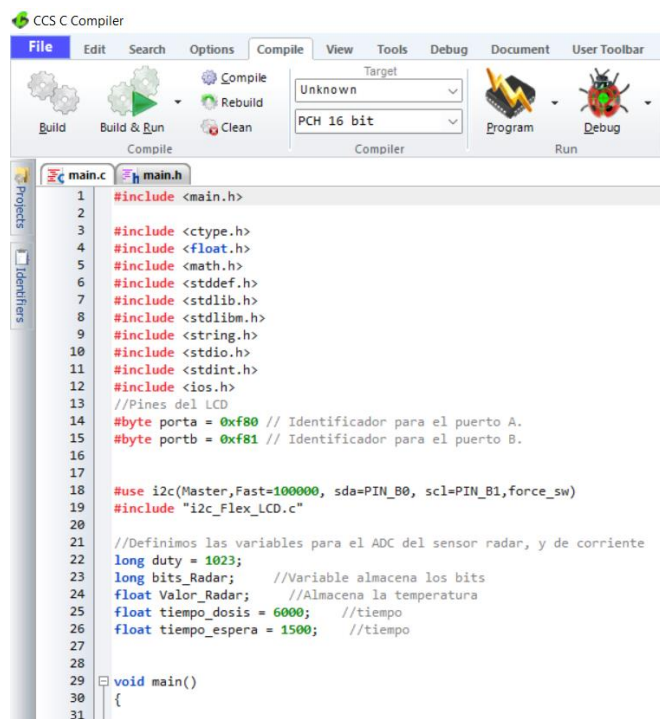 CCS C Compiler
File Edit Search Options Compile View Tools Debug Document User Toolbar
Build
Build & Run
Compile
Rebuild
Clean
Compile
Target
Unknown
PCH 16 bit
Compiler
Program
Debug
Run
Projects
Identifiers
main.c main.h
1 #include <main.h>
2
3 #include <ctype.h>
4 #include <float.h>
5 #include <math.h>
6 #include <stddef.h>
7 #include <stdlib.h>
8 #include <stdlibm.h>
9 #include <string.h>
10 #include <stdio.h>
11 #include <stdint.h>
12 #include <ios.h>
13 //Pines del LCD
14 #byte porta = 0xf80 // Identificador para el puerto A.
15 #byte portb = 0xf81 // Identificador para el puerto B.
16
17
18 #use i2c(Master,Fast=100000, sda=PIN_B0, scl=PIN_B1,force_sw)
19 #include "i2c_Flex_LCD.c"
20
21 //Definimos las variables para el ADC del sensor radar, y de corriente
22 long duty = 1023;
23 long bits_Radar; //Variable almacena los bits
24 float Valor_Radar; //Almacena la temperatura
25 float tiempo_dosis = 6000; //tiempo
26 float tiempo_espera = 1500; //tiempo
27
28
29 void main()
30 {
31